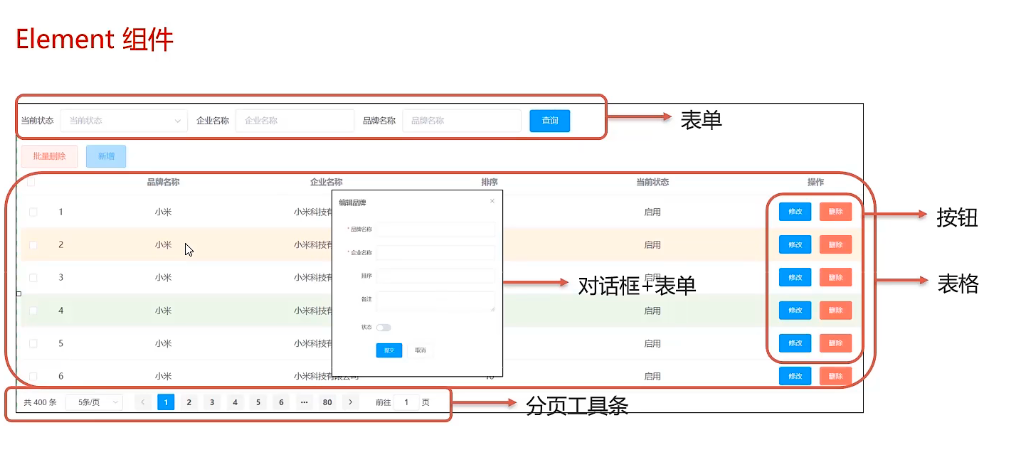 Element 组件
当前状态 当前状态 企业名称 企业名称 品牌名称 品牌名称 查询
表单
批量删除 新增
品牌名称 企业名称 排序 当前状态 操作
编辑品牌 ×
1 小米 小米科技有 启用 修改 删除
按钮
* 品牌名称
2 小米 小米科技有 启用 修改 删除
* 企业名称
3 小米 小米科技有 启用 修改 删除
排序
对话框+表单
表格
备注
4 小米 小米科技有 启用 修改 删除
状态
5 小米 小米科技有 启用 修改 删除
提交 取消
6 小米 小米科技有限公司 10 启用 修改 删除
共 400 条 5条/页 < 1 2 3 4 5 6 ··· 80 > 前往 1 页
分页工具条